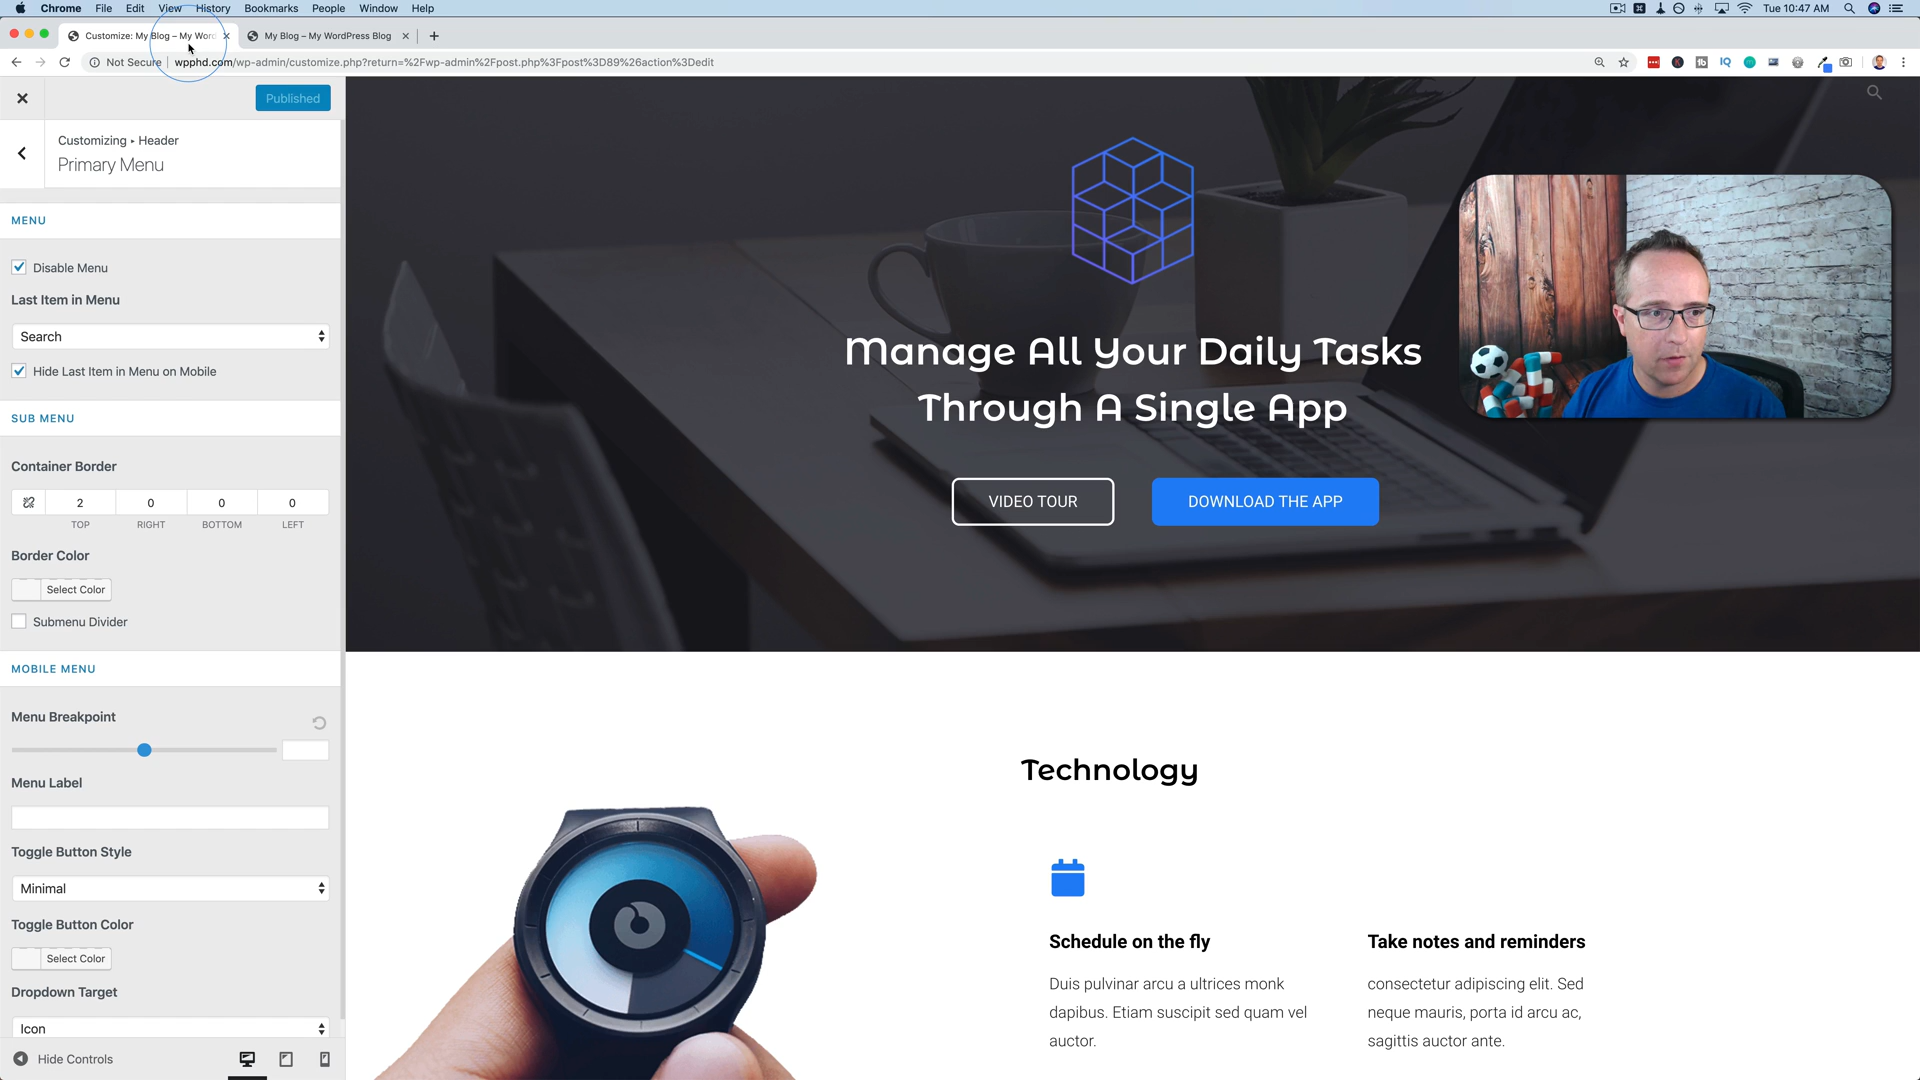 Chrome File Edit View History Bookmarks People Window Help Tue 10:47 AM
Customize: My Blog – My Word
My Blog – My WordPress Blog
Not Secure | wpphd.com/wp-admin/customize.php?return=%2Fwp-admin%2Fpost.php%3Fpost%3D89%26action%3Dedit
Published
Customizing ▸ Header
Primary Menu
MENU
Disable Menu
Last Item in Menu
Search
Hide Last Item in Menu on Mobile
SUB MENU
Container Border
2 0 0 0
TOP RIGHT BOTTOM LEFT
Border Color
Select Color
Submenu Divider
MOBILE MENU
Menu Breakpoint
Menu Label
Toggle Button Style
Minimal
Toggle Button Color
Select Color
Dropdown Target
Icon
Hide Controls
Manage All Your Daily Tasks
Through A Single App
VIDEO TOUR
DOWNLOAD THE APP
Technology
Schedule on the fly
Duis pulvinar arcu a ultrices monk
dapibus. Etiam suscipit sed quam vel
auctor.
Take notes and reminders
consectetur adipiscing elit. Sed
neque mauris, porta id arcu ac,
sagittis auctor ante.